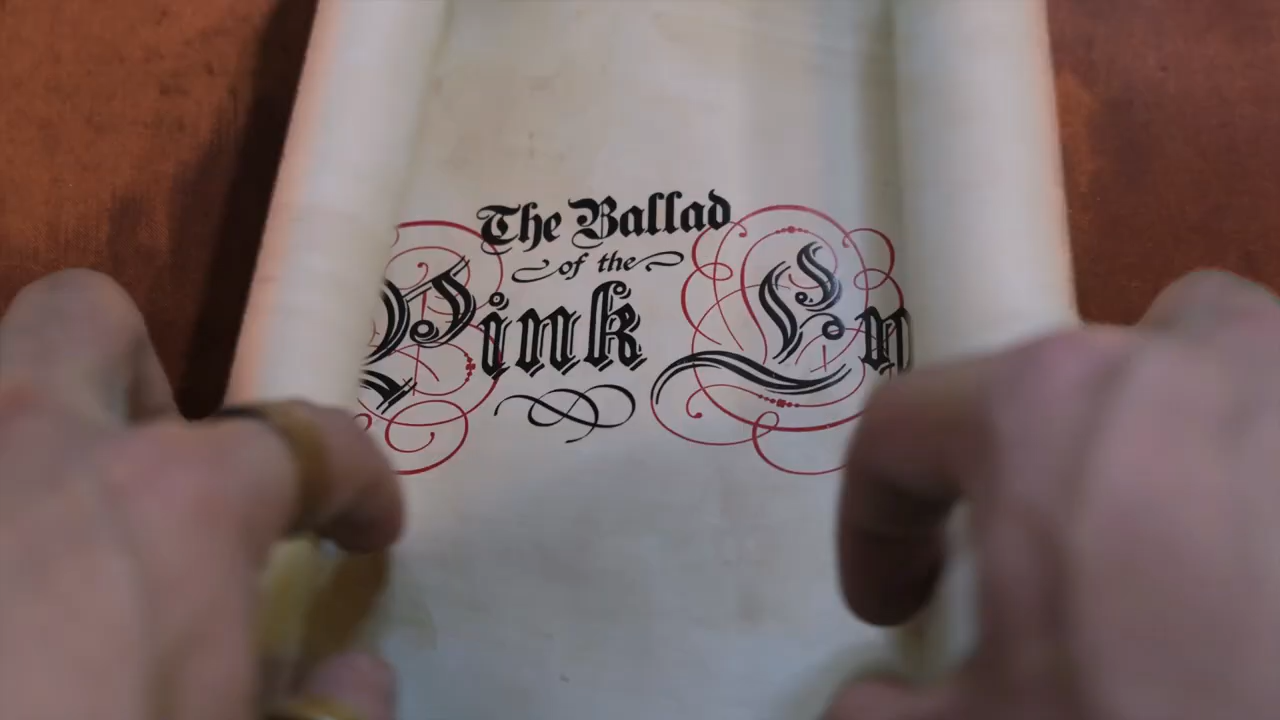 The Ballad
of the
Pink